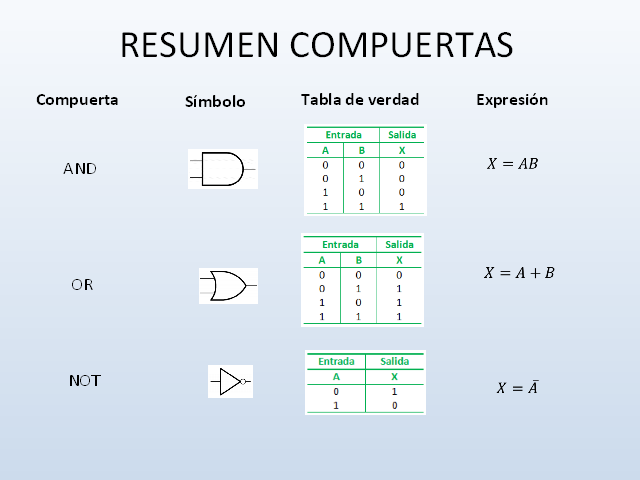 RESUMEN COMPUERTAS
Compuerta Símbolo Tabla de verdad Expresión
AND
Entrada Salida
A B X
0 0 0
0 1 0
1 0 0
1 1 1
X = AB
OR
Entrada Salida
A B X
0 0 0
0 1 1
1 0 1
1 1 1
X = A + B
NOT
Entrada Salida
A X
0 1
1 0
X = Ā